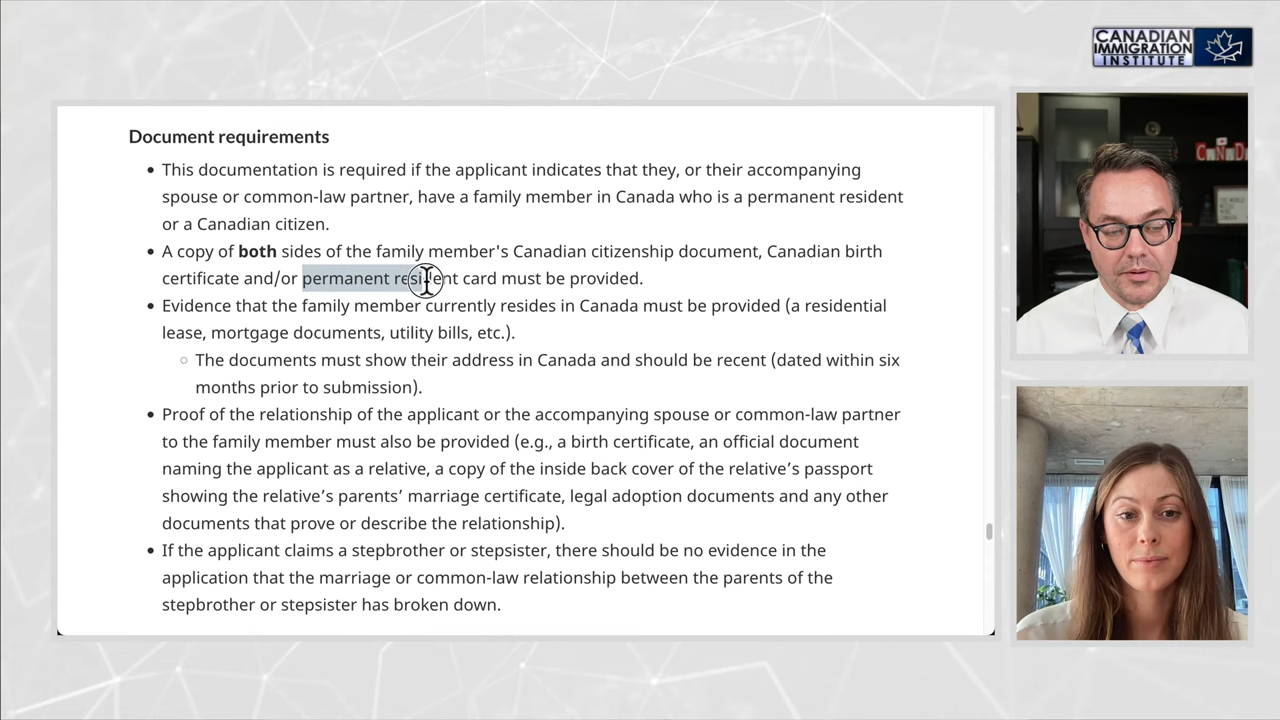 CANADIAN
IMMIGRATION
INSTITUTE
Document requirements
• This documentation is required if the applicant indicates that they, or their accompanying
spouse or common-law partner, have a family member in Canada who is a permanent resident
or a Canadian citizen.
• A copy of both sides of the family member's Canadian citizenship document, Canadian birth
certificate and/or permanent resident card must be provided.
• Evidence that the family member currently resides in Canada must be provided (a residential
lease, mortgage documents, utility bills, etc.).
○ The documents must show their address in Canada and should be recent (dated within six
months prior to submission).
• Proof of the relationship of the applicant or the accompanying spouse or common-law partner
to the family member must also be provided (e.g., a birth certificate, an official document
naming the applicant as a relative, a copy of the inside back cover of the relative’s passport
showing the relative’s parents’ marriage certificate, legal adoption documents and any other
documents that prove or describe the relationship).
• If the applicant claims a stepbrother or stepsister, there should be no evidence in the
application that the marriage or common-law relationship between the parents of the
stepbrother or stepsister has broken down.